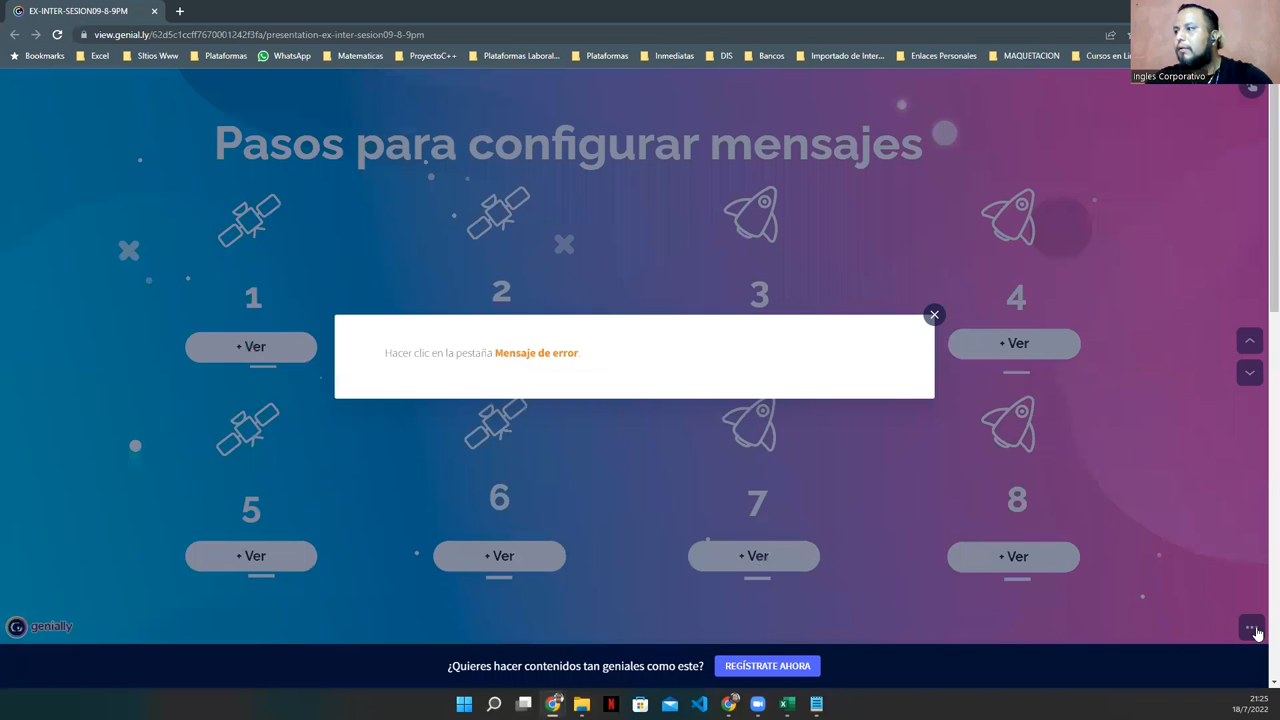 EX-INTER-SESION09-8-9PM
view.genial.ly/62d5c1ccff7670001242f3fa/presentation-ex-inter-sesion09-8-9pm
Bookmarks Excel Sitios Www Plataformas WhatsApp Matematicas ProyectoC++ Plataformas Laboral... Plataformas Inmediatas DIS Bancos Importado de Inter... Enlaces Personales MAQUETACION Cursos en Lí
Ingles Corporativo
Pasos para configurar mensajes
1 2 3 4
+ Ver + Ver
Hacer clic en la pestaña Mensaje de error.
5 6 7 8
+ Ver + Ver + Ver + Ver
genially
¿Quieres hacer contenidos tan geniales como este? REGÍSTRATE AHORA
21:25
18/7/2022